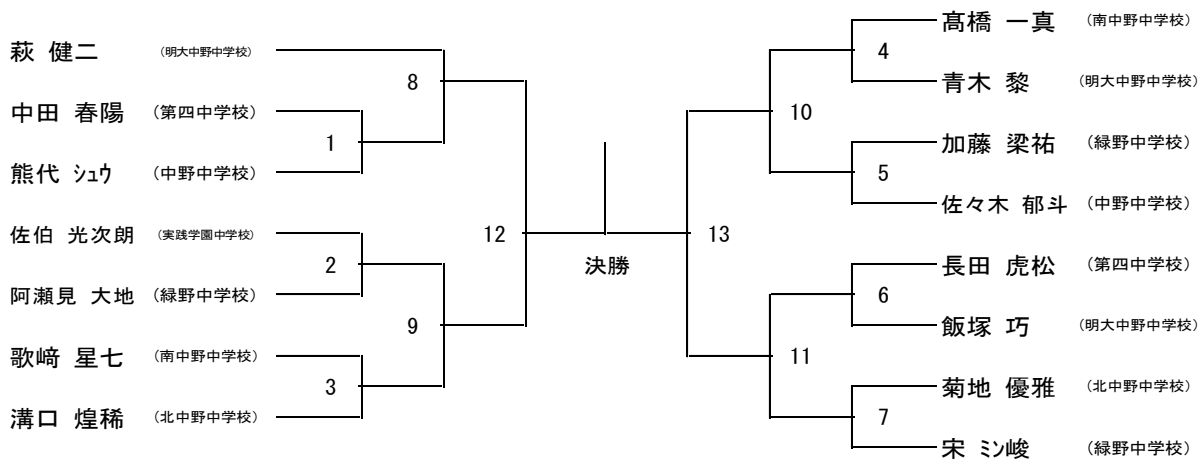 萩 健二 （明大中野中学校）
中田 春陽 （第四中学校）
熊代 ｼｭｳ （中野中学校）
佐伯 光次朗 （実践学園中学校）
阿瀬見 大地 （緑野中学校）
歌﨑 星七 （南中野中学校）
溝口 煌稀 （北中野中学校）
1
2
3
8
9
12
決勝
13
10
11
4
5
6
7
髙橋 一真 （南中野中学校）
青木 黎 （明大中野中学校）
加藤 梁祐 （緑野中学校）
佐々木 郁斗 （中野中学校）
長田 虎松 （第四中学校）
飯塚 巧 （明大中野中学校）
菊地 優雅 （北中野中学校）
宋 ﾐﾝ峻 （緑野中学校）